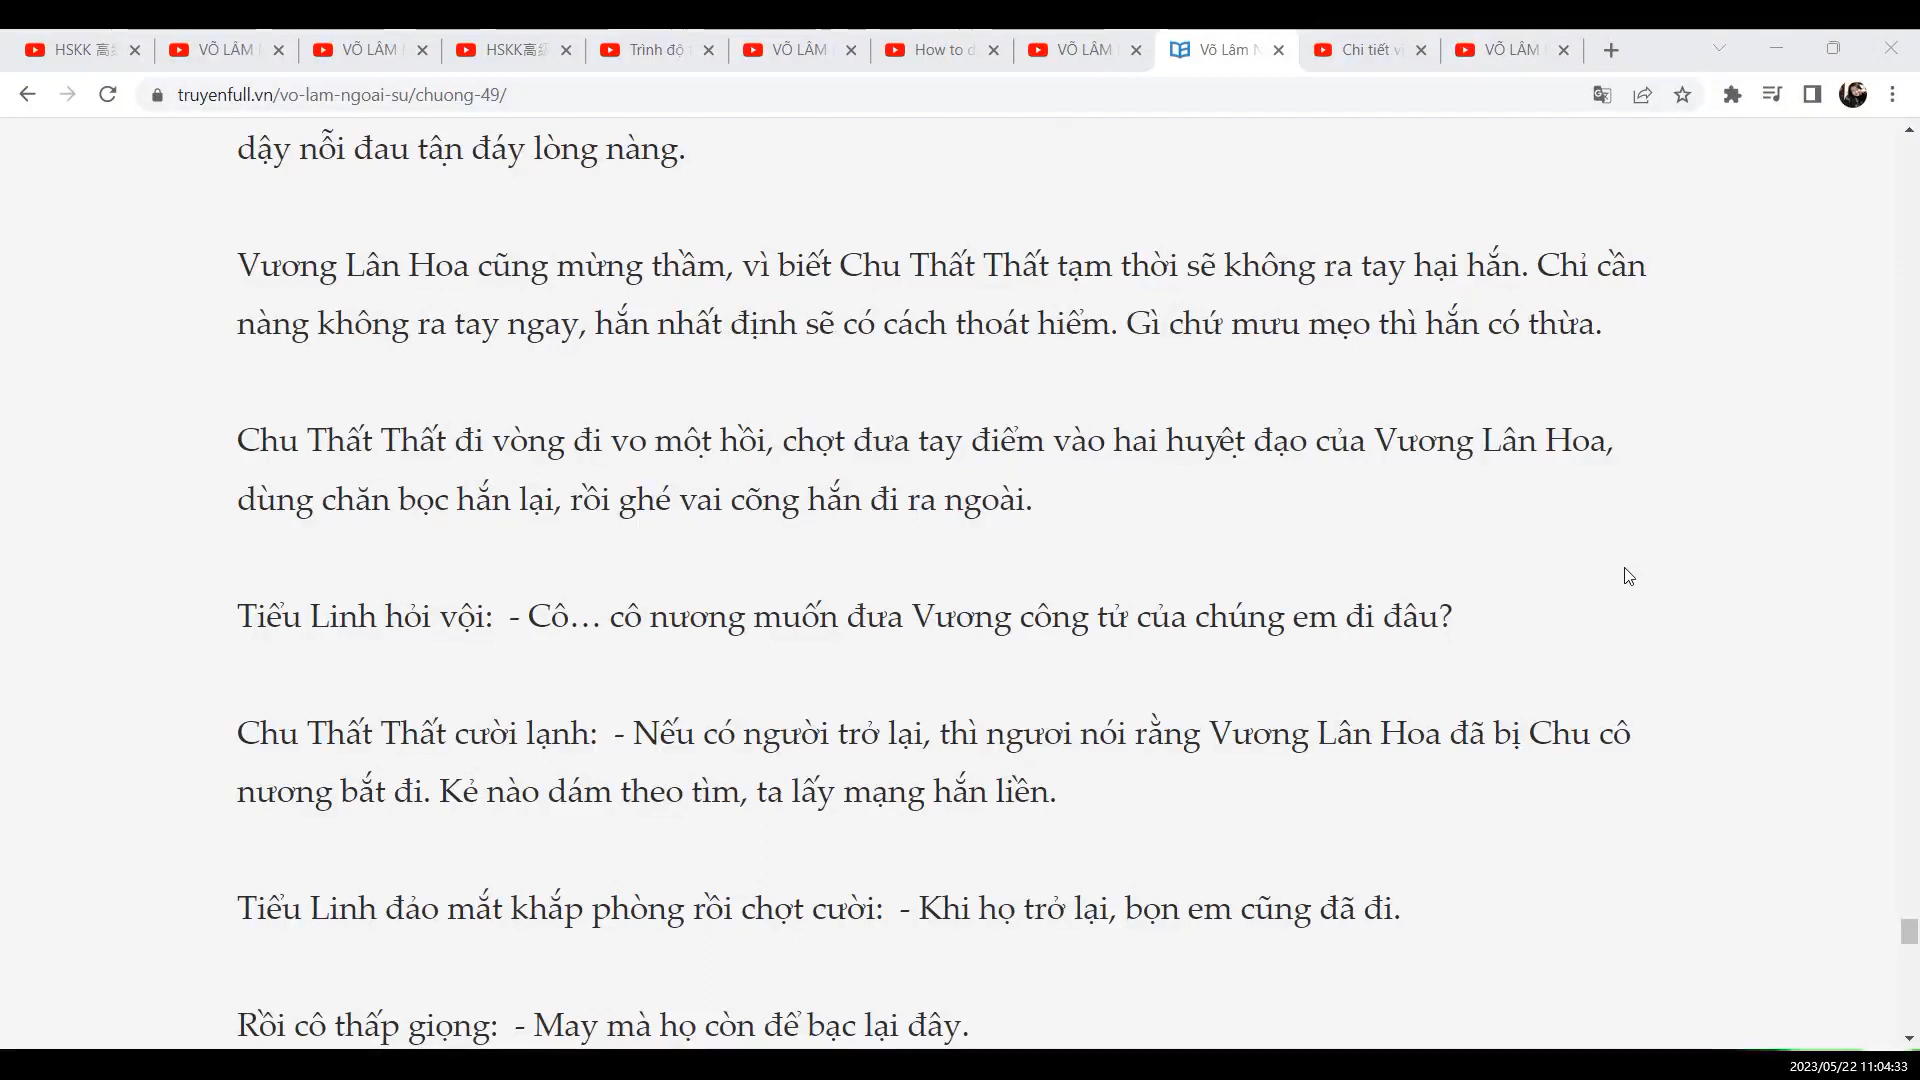 HSKK 高
VÕ LÂM
VÕ LÂM
HSKK高
Trình độ
VÕ LÂM
How to d
VÕ LÂM
Võ Lâm N
Chi tiết v
VÕ LÂM
truyenfull.vn/vo-lam-ngoai-su/chuong-49/
dậy nỗi đau tận đáy lòng nàng.
Vương Lân Hoa cũng mừng thầm, vì biết Chu Thất Thất tạm thời sẽ không ra tay hại hắn. Chỉ cần
nàng không ra tay ngay, hắn nhất định sẽ có cách thoát hiểm. Gì chứ mưu mẹo thì hắn có thừa.
Chu Thất Thất đi vòng đi vo một hồi, chợt đưa tay điểm vào hai huyệt đạo của Vương Lân Hoa,
dùng chăn bọc hắn lại, rồi ghé vai cõng hắn đi ra ngoài.
Tiểu Linh hỏi vội:  - Cô… cô nương muốn đưa Vương công tử của chúng em đi đâu?
Chu Thất Thất cười lạnh:  - Nếu có người trở lại, thì ngươi nói rằng Vương Lân Hoa đã bị Chu cô
nương bắt đi. Kẻ nào dám theo tìm, ta lấy mạng hắn liền.
Tiểu Linh đảo mắt khắp phòng rồi chợt cười:  - Khi họ trở lại, bọn em cũng đã đi.
Rồi cô thấp giọng:  - May mà họ còn để bạc lại đây.
2023/05/22 11:04:33